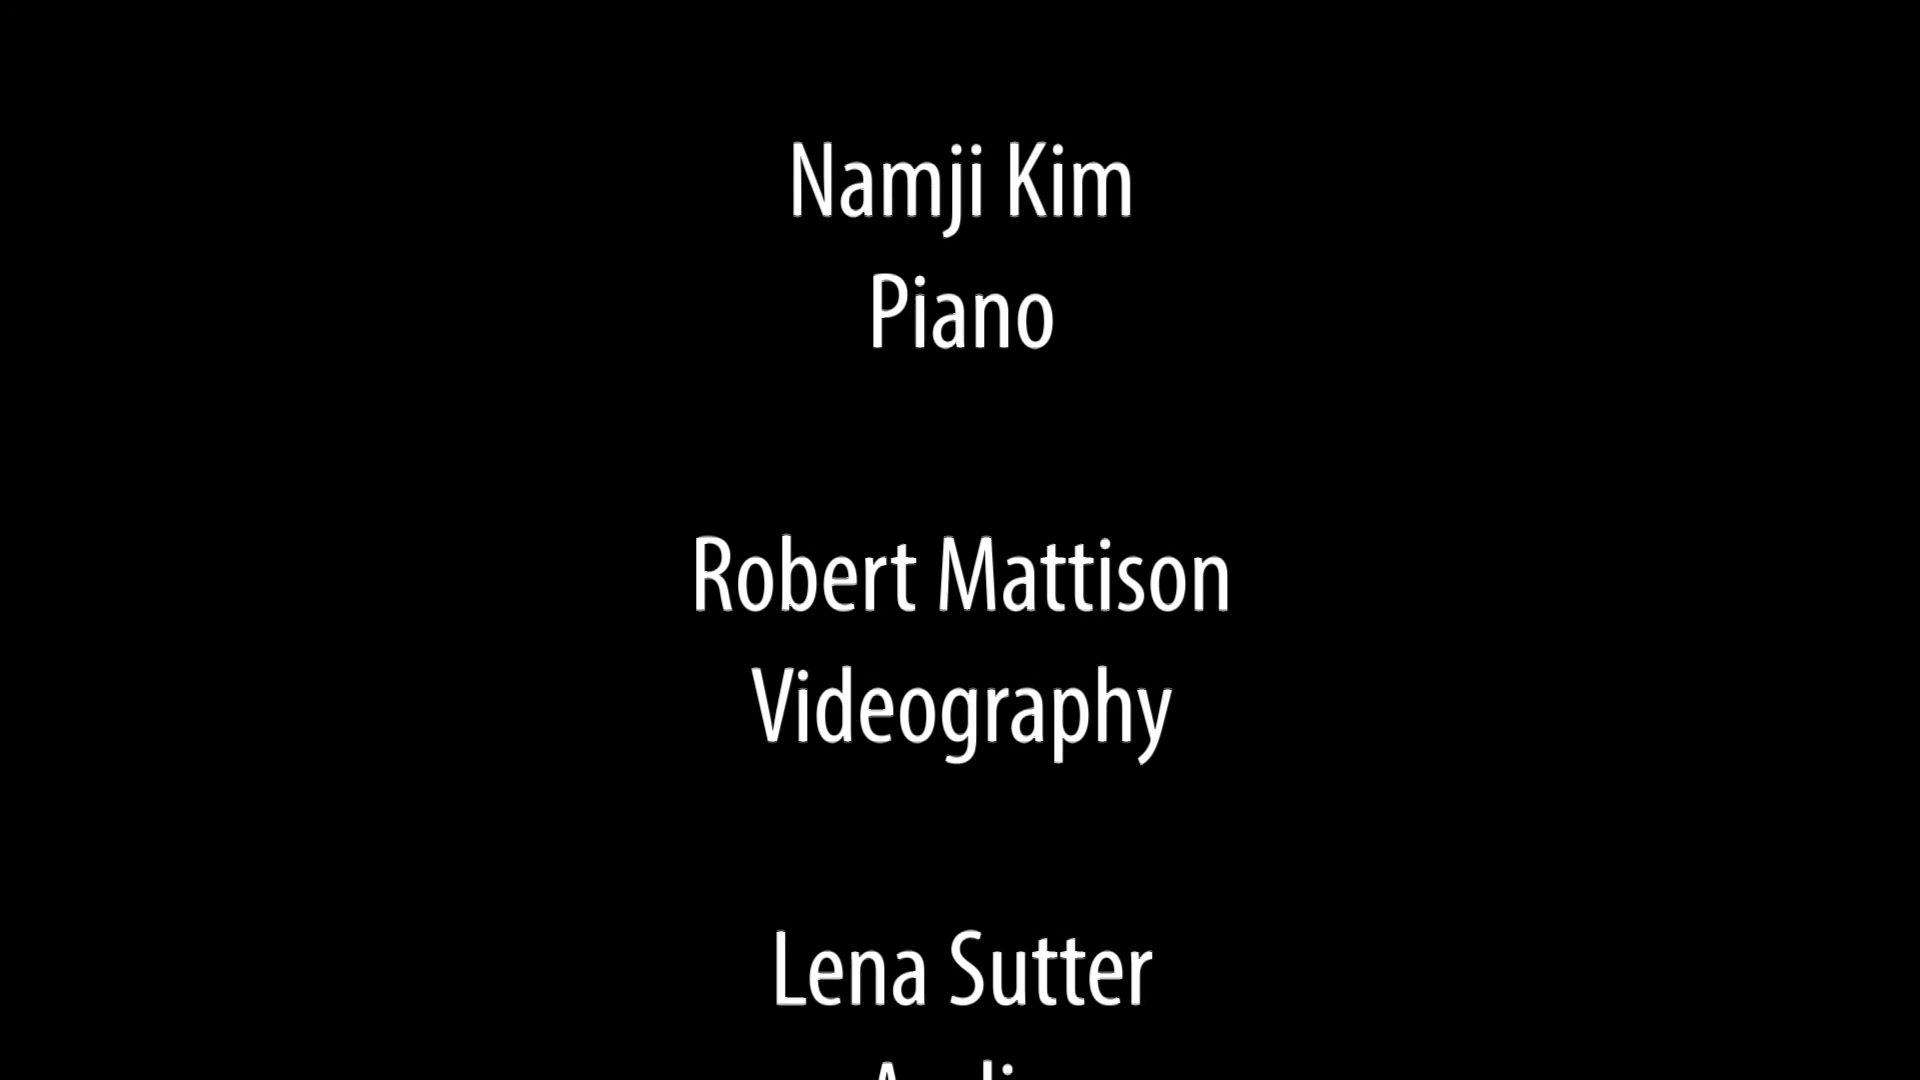 Namji Kim
Piano
Robert Mattison
Videography
Lena Sutter